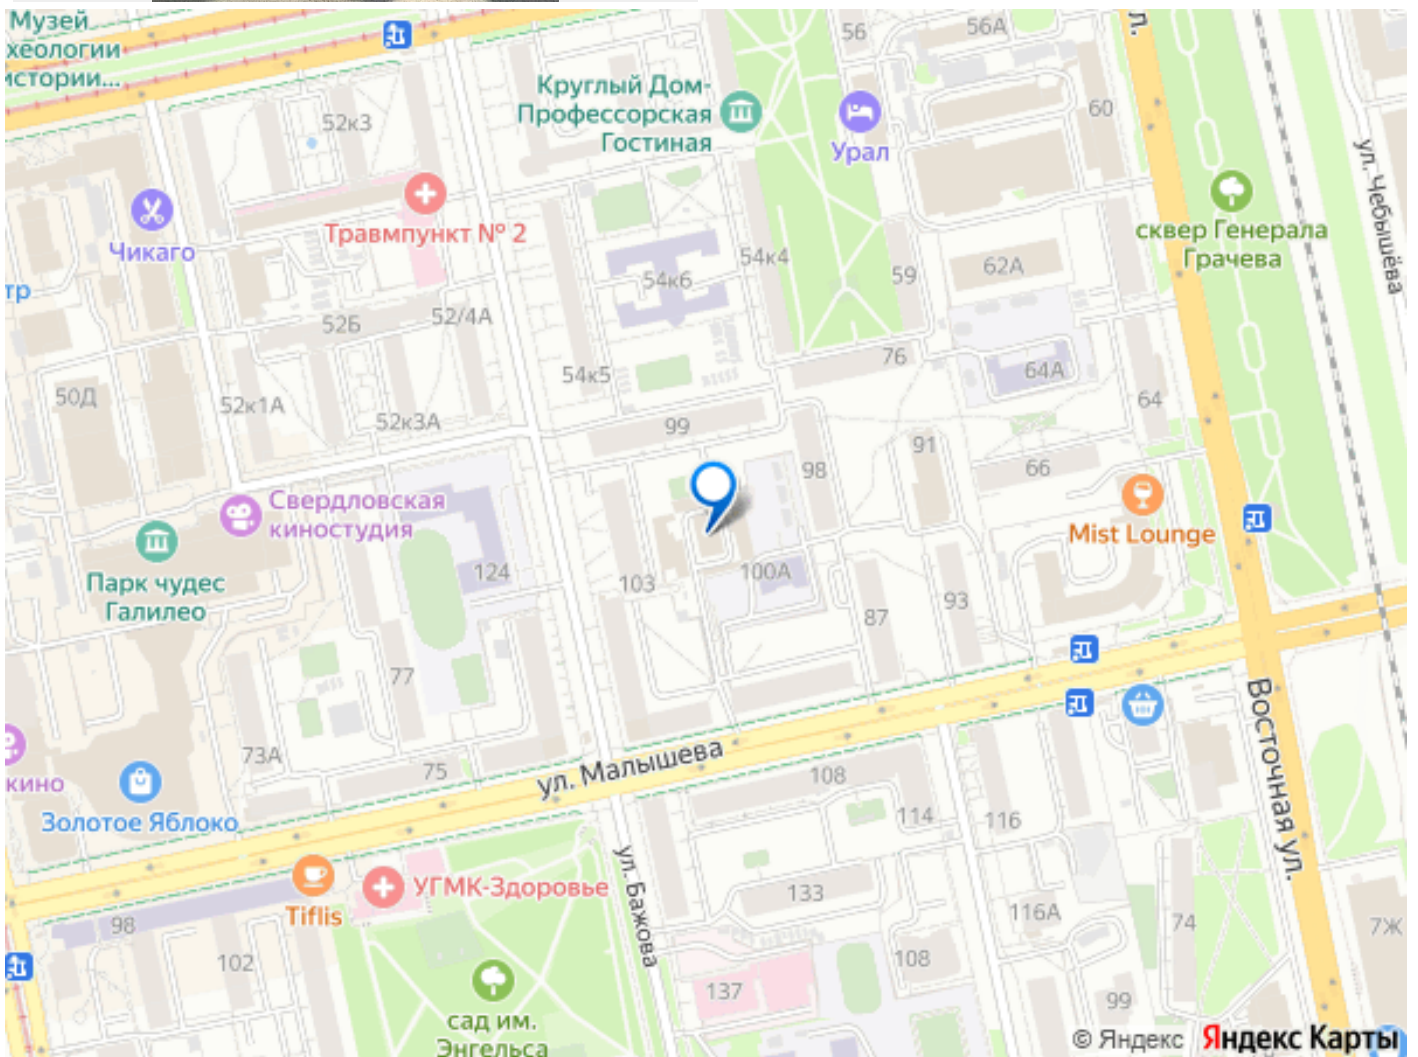 Музей
хеологии
истории...
56
56А
ул.
Круглый Дом-
Профессорская
Гостиная
52к3
60
Урал
ул. Чебышёва
Травмпункт № 2
Чикаго
сквер Генерала
Грачева
54к4
54к6
59
62А
тр
52Б
52/4А
76
64А
54к5
50Д
52к1А
52к3А
64
99
91
98
66
Свердловская
киностудия
Mist Lounge
Парк чудес
Галилео
124
103
100А
93
87
77
Восточная ул.
73А
75
ул. Малышева
кино
108
Золотое Яблоко
114
116
ул. Бажова
УГМК-Здоровье
133
Tiflis
116А
98
74
7Ж
102
108
137
99
сад им.
Энгельса
© Яндекс Яндекс Карты